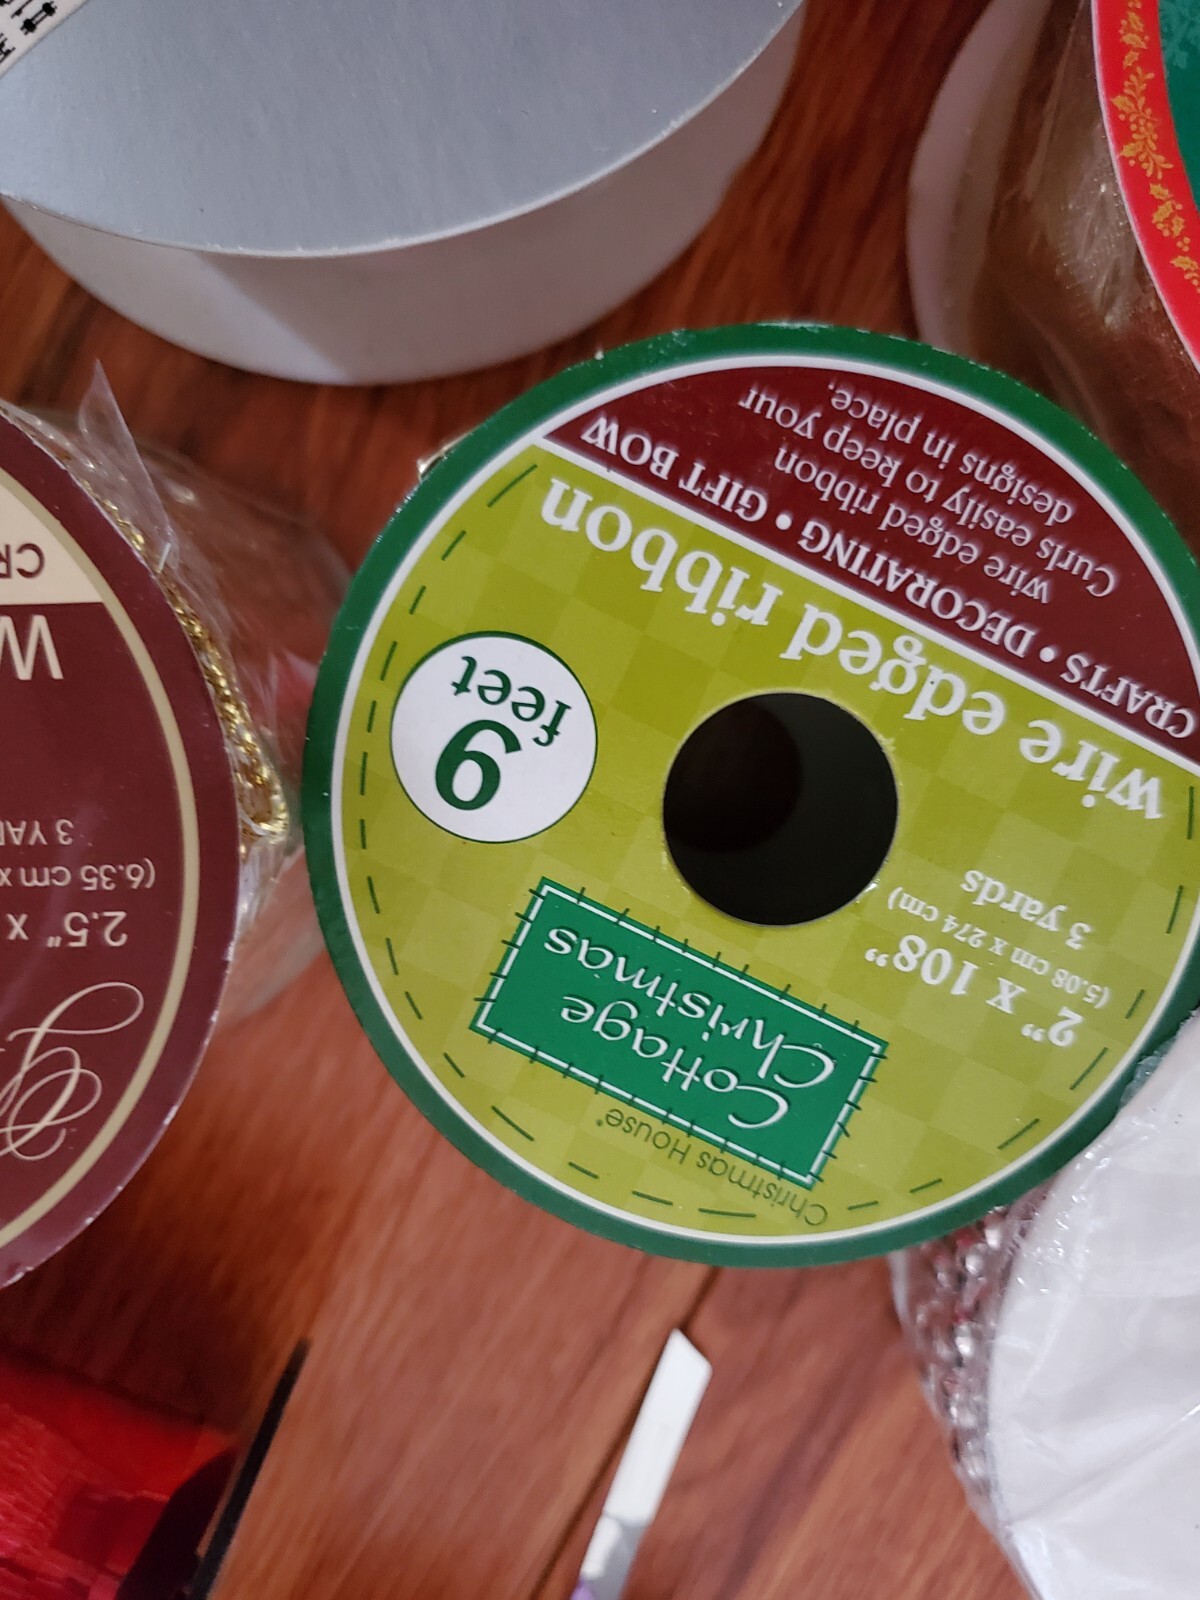 Christmas House®
Cottage
Christmas
2" X 108"
(5.08 cm x 274 cm)
3 yards
9
feet
wire edged ribbon
CRAFTS • DECORATING • GIFT BOW
wire edged ribbon
Curls easily to keep your
designs in place.
2.5" x
(6.35 cm x
3 YAR
W
CR